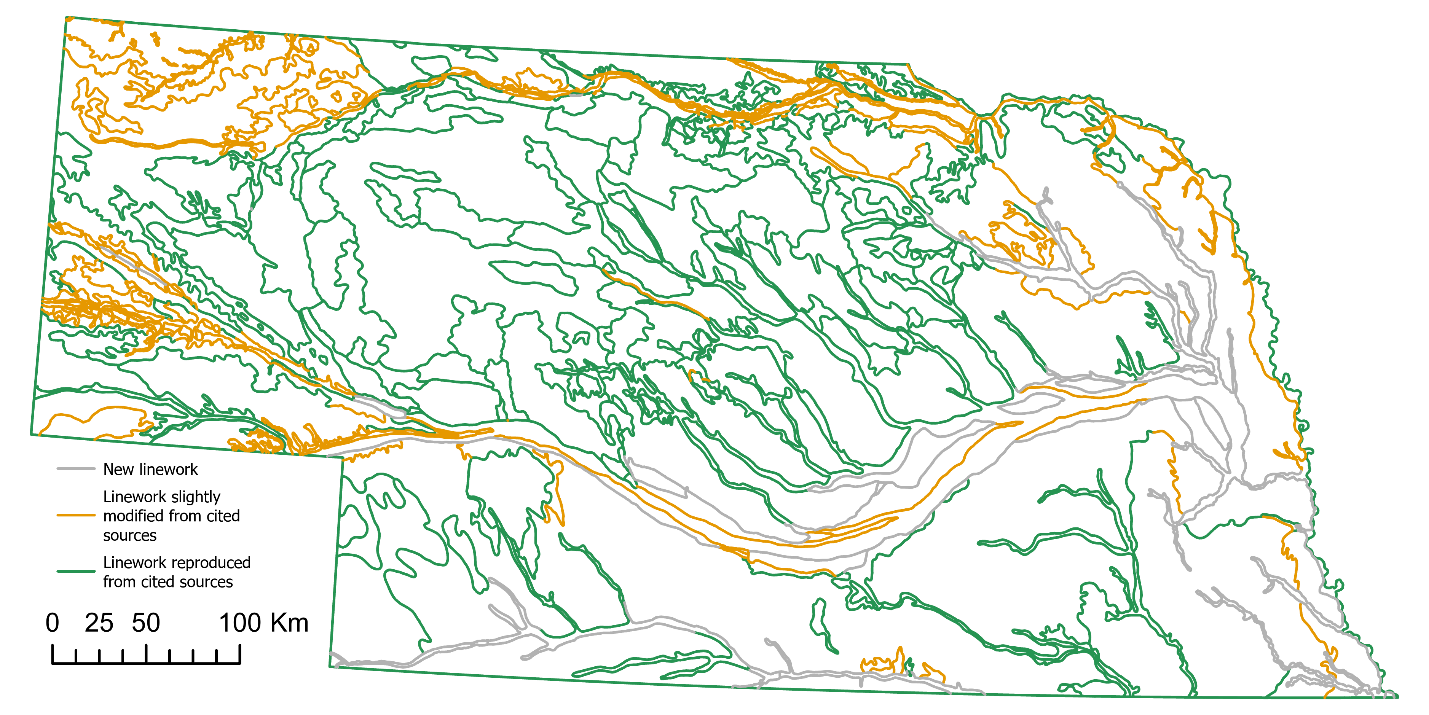 New linework
Linework slightly
modified from cited
sources
Linework reproduced
from cited sources
0 25 50 100 Km